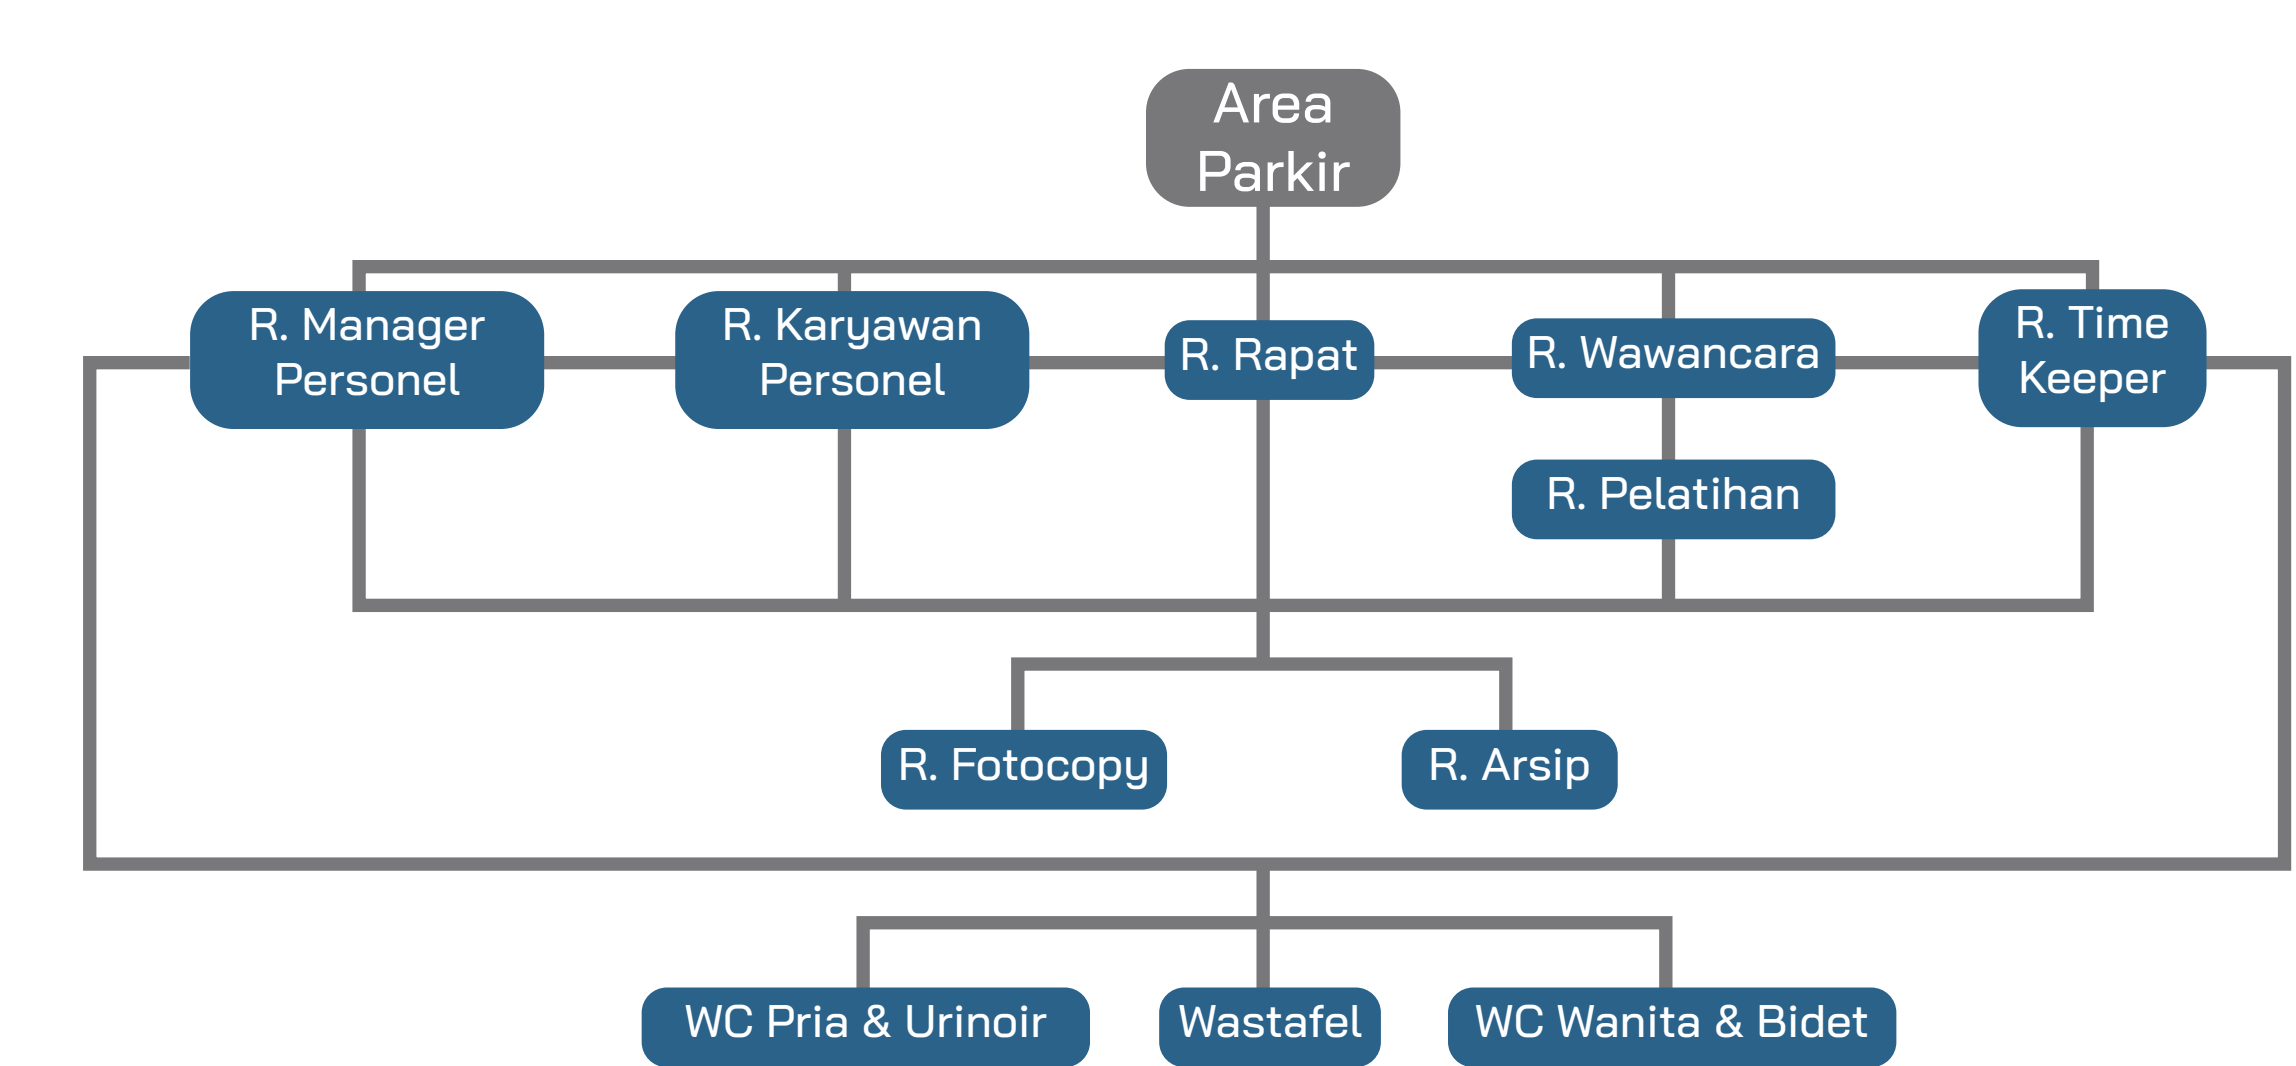 Area
Parkir
R. Manager
Personel
R. Karyawan
Personel
R. Rapat
R. Wawancara
R. Time
Keeper
R. Pelatihan
R. Fotocopy
R. Arsip
WC Pria & Urinoir
Wastafel
WC Wanita & Bidet